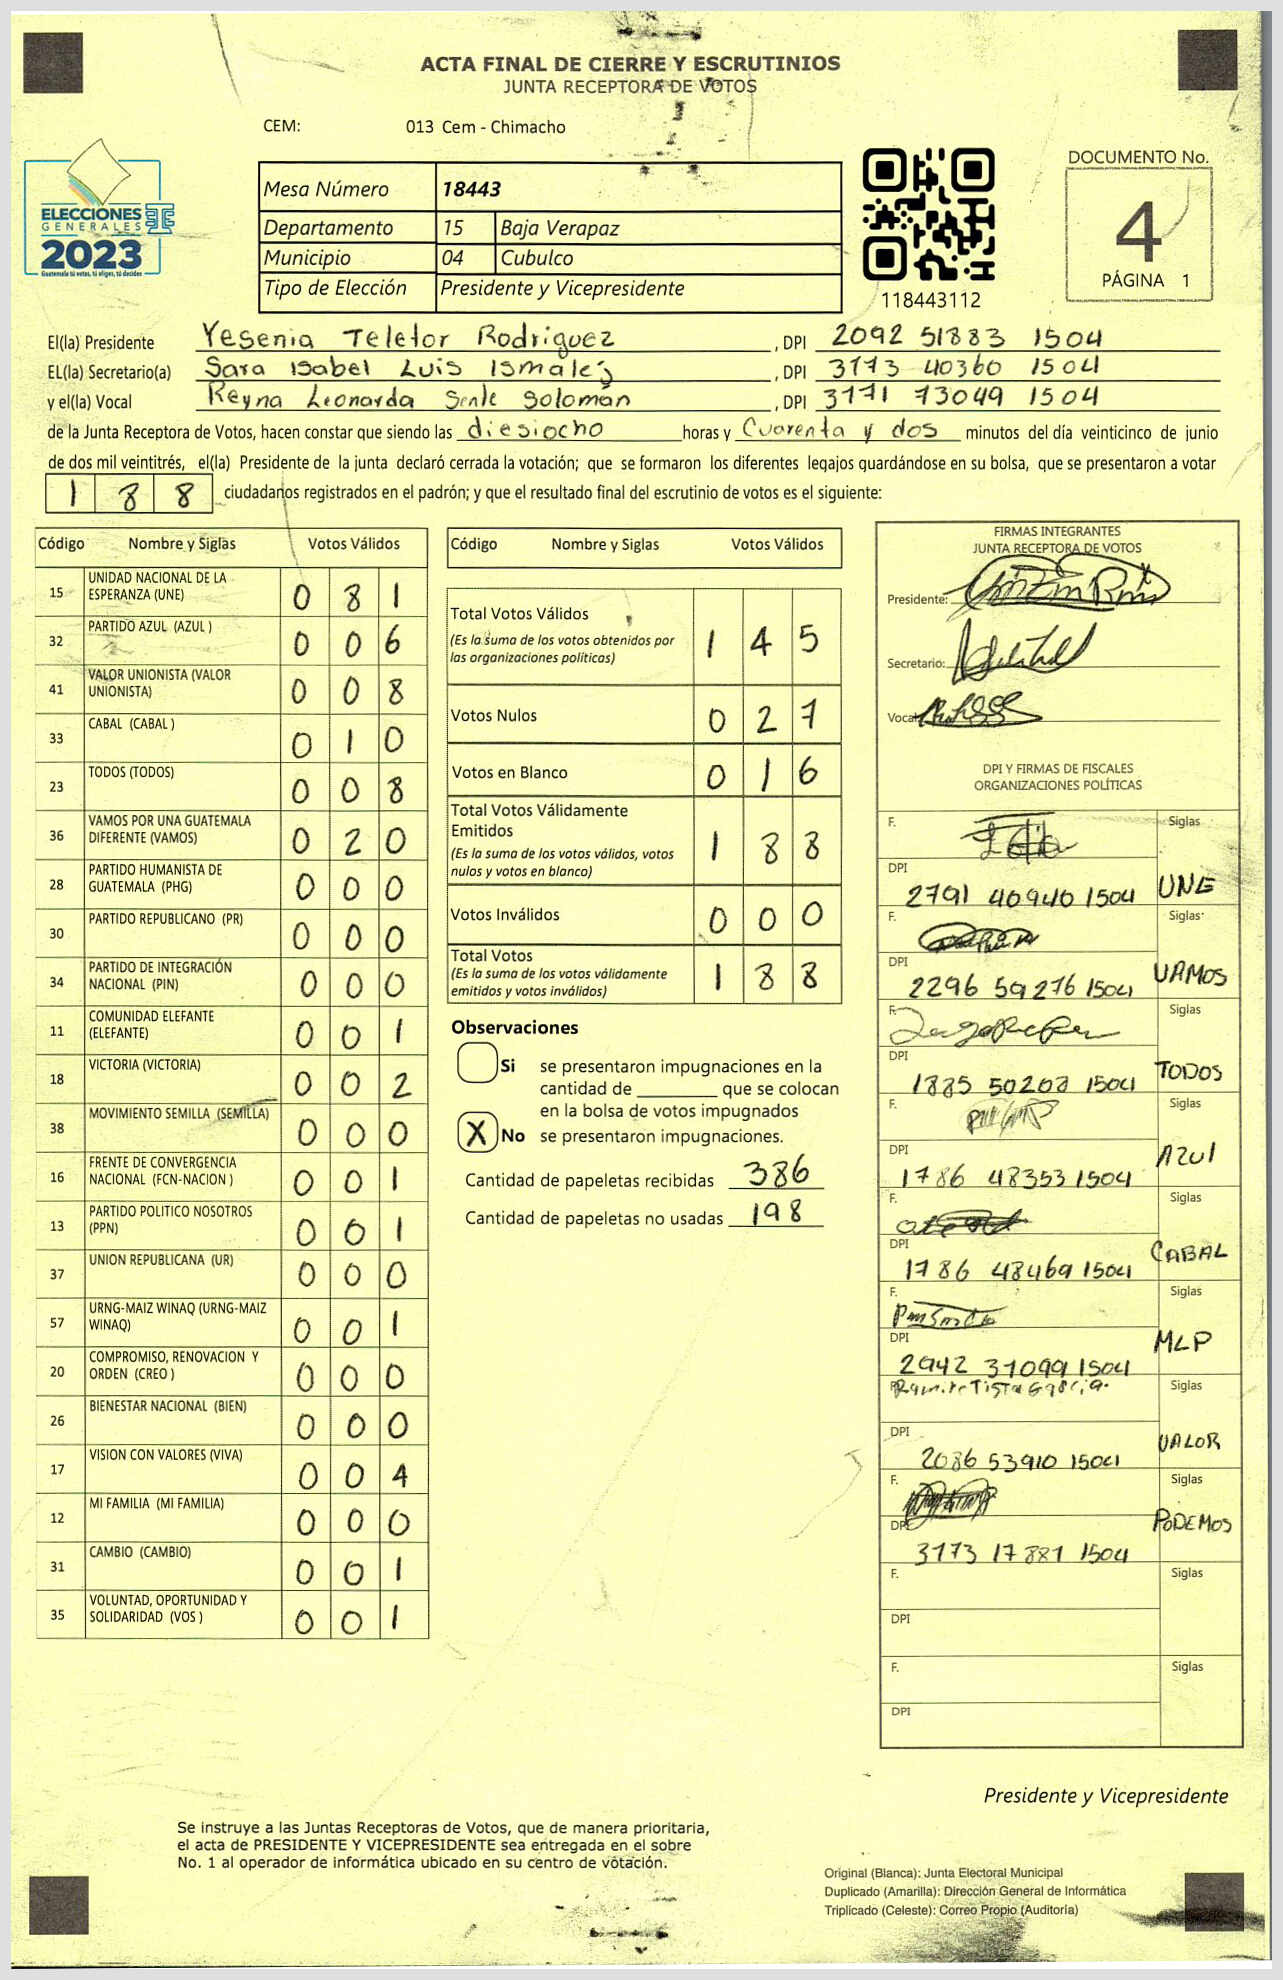 ACTA FINAL DE CIERRE Y ESCRUTINIOS
JUNTA RECEPTORA DE VOTOS
CEM: 013 Cem - Chimacho
ELECCIONES
GENERALES
2023
Guatemala tú votas, tú eliges, tú decides
Mesa Número 18443
Departamento 15 Baja Verapaz
Municipio 04 Cubulco
Tipo de Elección Presidente y Vicepresidente
118443112
DOCUMENTO No.
4
PÁGINA 1
El(la) Presidente Yesenia Teletor Rodriguez, DPI 2092 51883 1504
EL(la) Secretario(a) Sara Isabel Luis Ismalej, DPI 3173 40360 1504
y el(la) Vocal Reyna Leonarda Senle Solomán, DPI 3171 73049 1504
de la Junta Receptora de Votos, hacen constar que siendo las diesiocho horas y Cuarenta y dos minutos del día veinticinco de junio
de dos mil veintitrés, el(la) Presidente de la junta declaró cerrada la votación; que se formaron los diferentes legajos guardándose en su bolsa, que se presentaron a votar
1 8 8 ciudadanos registrados en el padrón; y que el resultado final del escrutinio de votos es el siguiente:
Código Nombre y Siglas Votos Válidos
15 UNIDAD NACIONAL DE LA ESPERANZA (UNE) 0 8 1
32 PARTIDO AZUL (AZUL ) 0 0 6
41 VALOR UNIONISTA (VALOR UNIONISTA) 0 0 8
33 CABAL (CABAL ) 0 1 0
23 TODOS (TODOS) 0 0 8
36 VAMOS POR UNA GUATEMALA DIFERENTE (VAMOS) 0 2 0
28 PARTIDO HUMANISTA DE GUATEMALA (PHG) 0 0 0
30 PARTIDO REPUBLICANO (PR) 0 0 0
34 PARTIDO DE INTEGRACIÓN NACIONAL (PIN) 0 0 0
11 COMUNIDAD ELEFANTE (ELEFANTE) 0 0 1
18 VICTORIA (VICTORIA) 0 0 2
38 MOVIMIENTO SEMILLA (SEMILLA) 0 0 0
16 FRENTE DE CONVERGENCIA NACIONAL (FCN-NACION ) 0 0 1
13 PARTIDO POLITICO NOSOTROS (PPN) 0 0 1
37 UNION REPUBLICANA (UR) 0 0 0
57 URNG-MAIZ WINAQ (URNG-MAIZ WINAQ) 0 0 1
20 COMPROMISO, RENOVACION Y ORDEN (CREO ) 0 0 0
26 BIENESTAR NACIONAL (BIEN) 0 0 0
17 VISION CON VALORES (VIVA) 0 0 4
12 MI FAMILIA (MI FAMILIA) 0 0 0
31 CAMBIO (CAMBIO) 0 0 1
35 VOLUNTAD, OPORTUNIDAD Y SOLIDARIDAD (VOS ) 0 0 1
Código Nombre y Siglas Votos Válidos
Total Votos Válidos 1 4 5
(Es la suma de los votos obtenidos por
las organizaciones políticas)
Votos Nulos 0 2 7
Votos en Blanco 0 1 6
Total Votos Válidamente
Emitidos 1 8 8
(Es la suma de los votos válidos, votos
nulos y votos en blanco)
Votos Inválidos 0 0 0
Total Votos 1 8 8
(Es la suma de los votos válidamente
emitidos y votos inválidos)
Observaciones
Si se presentaron impugnaciones en la
cantidad de ________ que se colocan
en la bolsa de votos impugnados
X No se presentaron impugnaciones.
Cantidad de papeletas recibidas 386
Cantidad de papeletas no usadas 198
FIRMAS INTEGRANTES
JUNTA RECEPTORA DE VOTOS
Presidente:
Secretario:
Vocal
DPI Y FIRMAS DE FISCALES
ORGANIZACIONES POLÍTICAS
F. Siglas
DPI 2791 40940 1504 UNE
F. Siglas
DPI 2296 59276 1504 VAMOS
F. Siglas
DPI 1885 50208 1504 TODOS
F. Siglas
DPI 1786 48353 1504 AZUl
F. Siglas
DPI 1786 48469 1504 CABAL
F. Siglas
DPI 2942 37099 1504 MLP
F. Ramiro Tista García. Siglas
DPI 2086 53910 1504 VALOR
F. Siglas
DPI 3173 17881 1504 PODEMOS
F. Siglas
DPI
F. Siglas
DPI
Presidente y Vicepresidente
Se instruye a las Juntas Receptoras de Votos, que de manera prioritaria,
el acta de PRESIDENTE Y VICEPRESIDENTE sea entregada en el sobre
No. 1 al operador de informática ubicado en su centro de votación.
Original (Blanca): Junta Electoral Municipal
Duplicado (Amarilla): Dirección General de Informática
Triplicado (Celeste): Correo Propio (Auditoría)